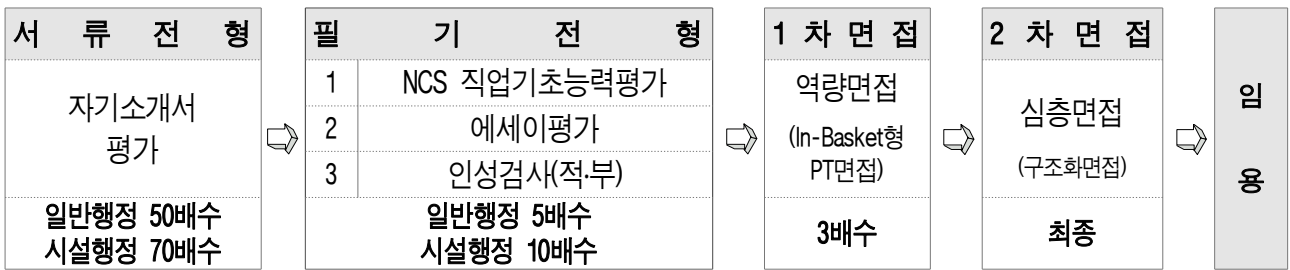 서류전형
자기소개서
평가
일반행정 50배수
시설행정 70배수
필기전형
1 NCS 직업기초능력평가
2 에세이평가
3 인성검사(적·부)
일반행정 5배수
시설행정 10배수
1차면접
역량면접
(In-Basket형
PT면접)
3배수
2차면접
심층면접
(구조화면접)
최종
임
용